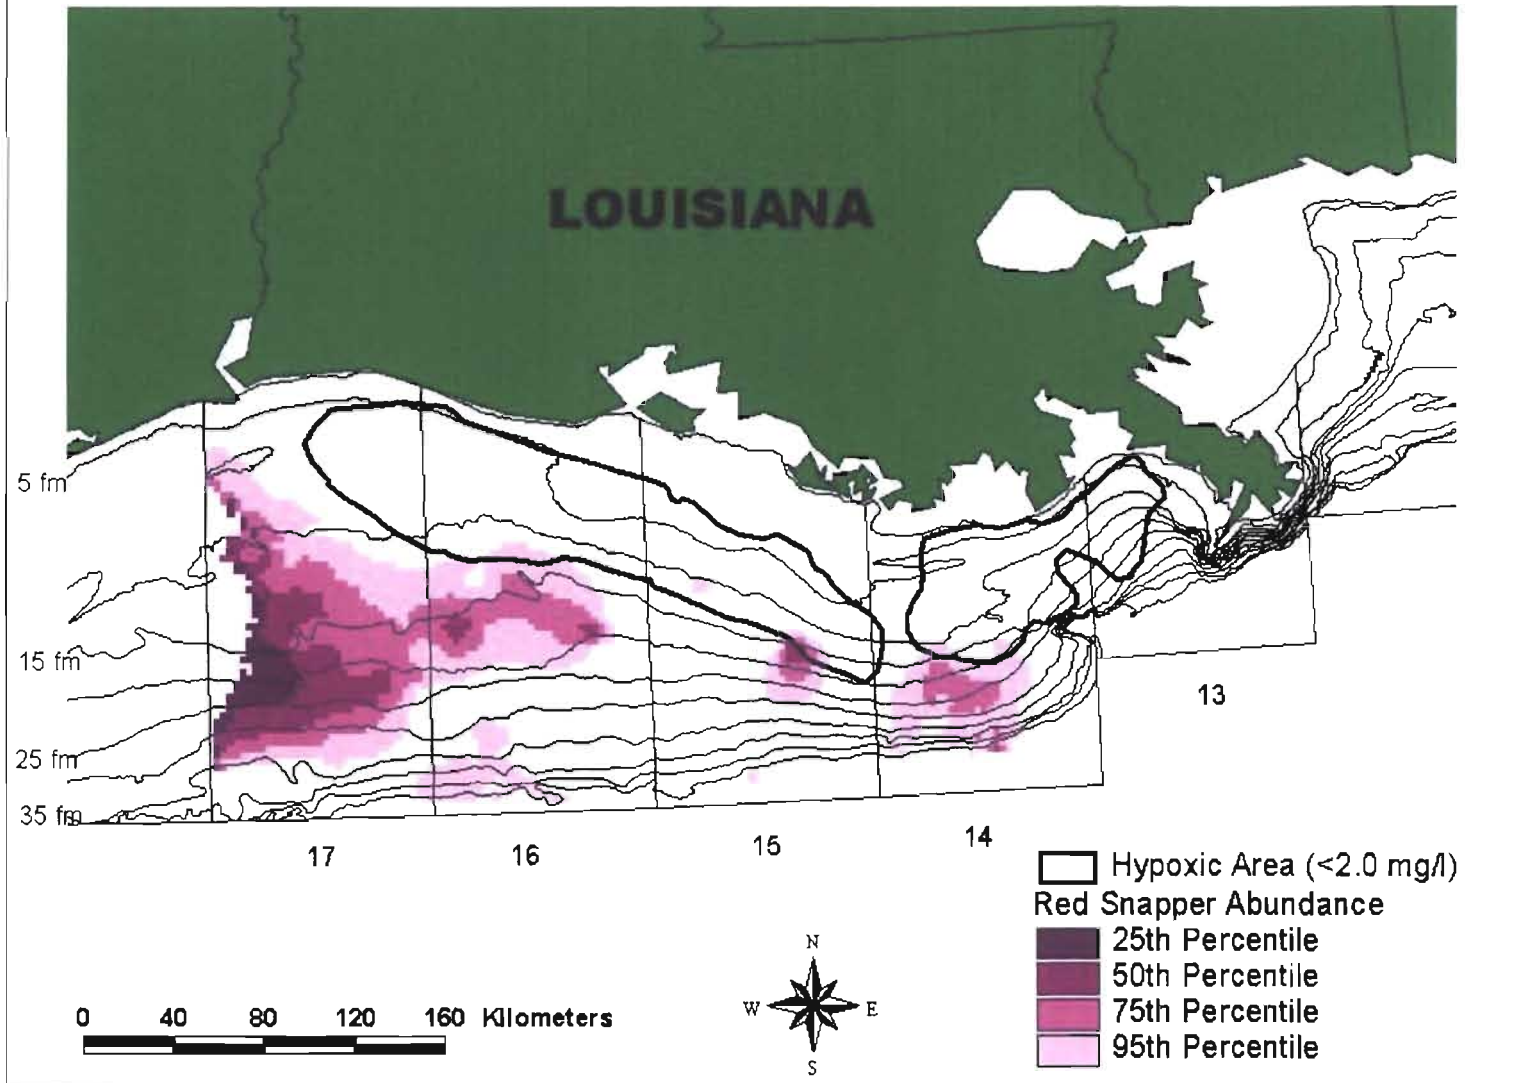 LOUISIANA
5 fm
15 fm
25 fm
35 fm
13
14
15
16
17
Hypoxic Area (<2.0 mg/l)
Red Snapper Abundance
25th Percentile
50th Percentile
75th Percentile
95th Percentile
N
W E
S
0 40 80 120 160 Kilometers